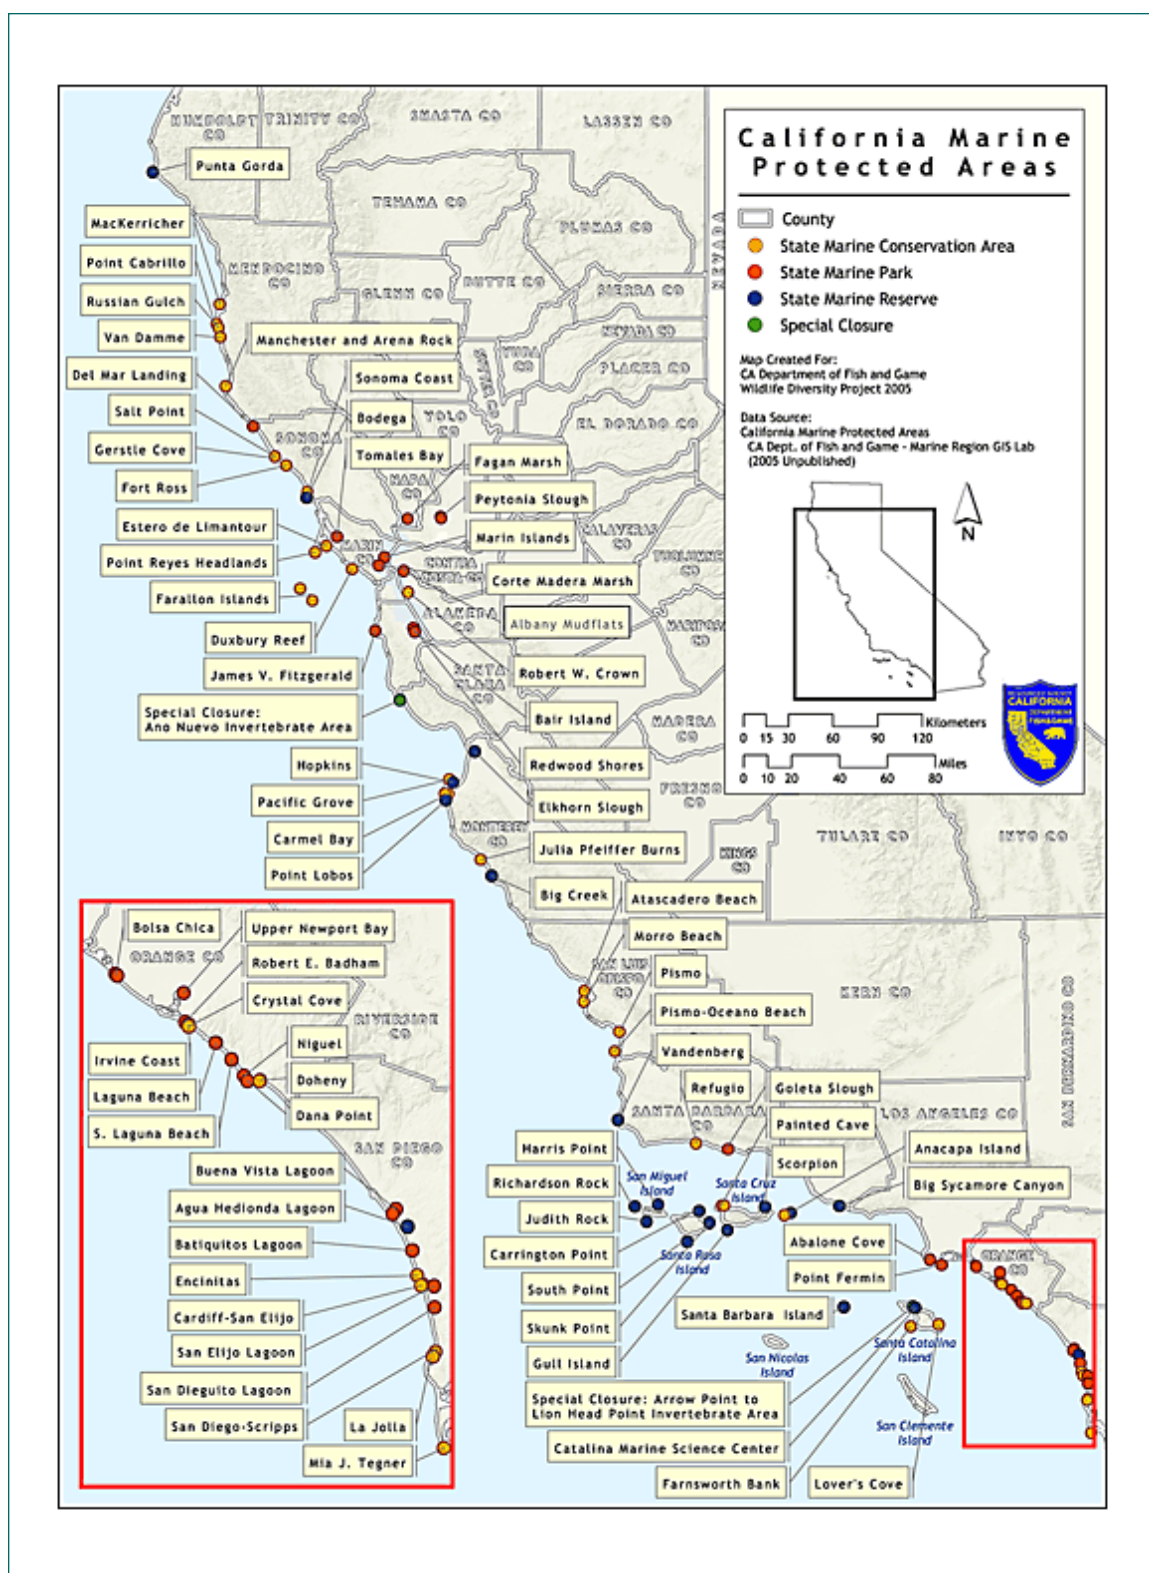 California Marine
Protected Areas
County
State Marine Conservation Area
State Marine Park
State Marine Reserve
Special Closure
Map Created For:
CA Department of Fish and Game
Wildlife Diversity Project 2005
Data Source:
California Marine Protected Areas
CA Dept. of Fish and Game - Marine Region GIS Lab
(2005 Unpublished)
N
CALIFORNIA
FISH & GAME
Kilometers
0 15 30 60 90 120
Miles
0 10 20 40 60 80
HUMBOLDT
CO
TRINITY CO
SHASTA CO
LASSEN CO
Punta Gorda
TEHAMA CO
PLUMAS CO
NEVADA
MacKerricher
Point Cabrillo
MENDOCINO
CO
GLENN CO
BUTTE CO
SIERRA CO
Russian Gulch
Van Damme
Manchester and Arena Rock
NEVADA CO
YUBA
CO
SUTTER CO
PLACER CO
Del Mar Landing
Sonoma Coast
Salt Point
Bodega
YOLO
CO
EL DORADO CO
SONOMA
CO
Gerstle Cove
Tomales Bay
Fagan Marsh
NAPA
CO
Fort Ross
Peytonia Slough
Estero de Limantour
CALAVERAS
CO
Marin Islands
MARIN
CO
Point Reyes Headlands
CONTRA
COSTA CO
TUOLUMNE
CO
Corte Madera Marsh
Farallon Islands
ALAMEDA
CO
Albany Mudflats
MARIPOSA
CO
Duxbury Reef
James V. Fitzgerald
SANTA
CLARA
CO
Robert W. Crown
Special Closure:
Ano Nuevo Invertebrate Area
Bair Island
MADERA
CO
Hopkins
Redwood Shores
Pacific Grove
Elkhorn Slough
FRESNO
CO
Carmel Bay
MONTEREY
CO
Julia Pfeiffer Burns
KINGS
CO
TULARE CO
INYO CO
Point Lobos
Big Creek
Atascadero Beach
Morro Beach
SAN LUIS
OBISPO
CO
Pismo
KERN CO
Pismo-Oceano Beach
SAN BERNARDINO CO
Vandenberg
Refugio
Goleta Slough
SANTA BARBARA
CO
LOS ANGELES CO
Painted Cave
Harris Point
Scorpion
Anacapa Island
Richardson Rock
San Miguel
Island
Santa Cruz
Island
Big Sycamore Canyon
Judith Rock
Abalone Cove
Carrington Point
Santa Rosa
Island
ORANGE
CO
Point Fermin
South Point
Santa Barbara Island
Skunk Point
Gull Island
San Nicolas
Island
Santa Catalina
Island
Special Closure: Arrow Point to
Lion Head Point Invertebrate Area
San Clemente
Island
Catalina Marine Science Center
Farnsworth Bank
Lover's Cove
Bolsa Chica
Upper Newport Bay
ORANGE CO
Robert E. Badham
Crystal Cove
RIVERSIDE
CO
Irvine Coast
Niguel
Laguna Beach
Doheny
S. Laguna Beach
Dana Point
SAN DIEGO
CO
Buena Vista Lagoon
Agua Hedionda Lagoon
Batiquitos Lagoon
Encinitas
Cardiff-San Elijo
San Elijo Lagoon
San Dieguito Lagoon
San Diego-Scripps
La Jolla
Mia J. Tegner